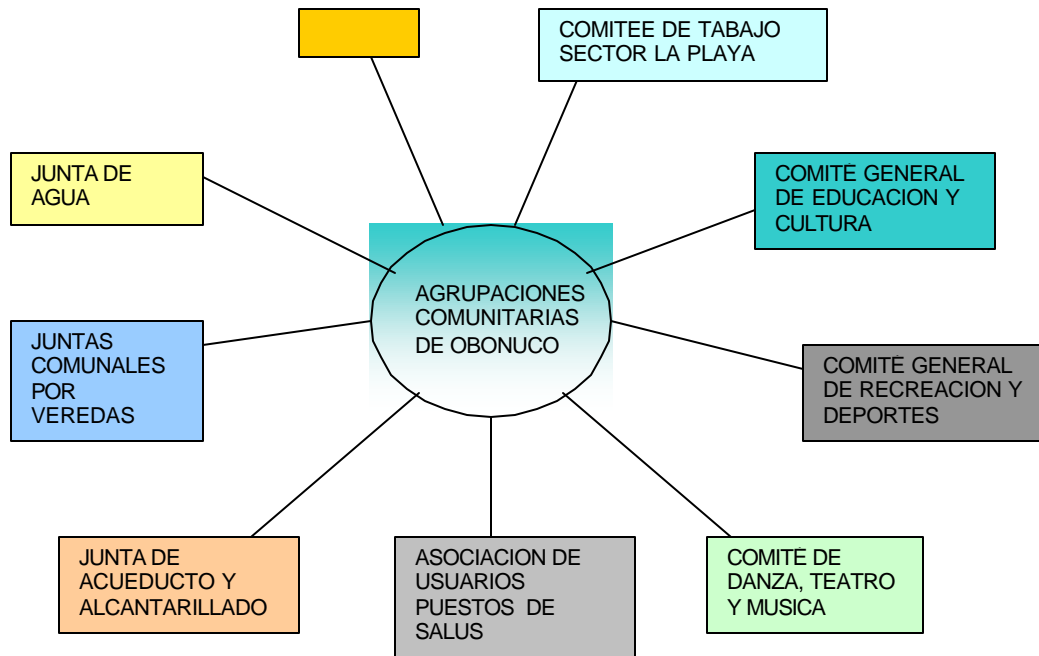 COMITEE DE TABAJO
SECTOR LA PLAYA
JUNTA DE
AGUA
COMITÉ GENERAL
DE EDUCACION Y
CULTURA
AGRUPACIONES
COMUNITARIAS
DE OBONUCO
JUNTAS
COMUNALES
POR
VEREDAS
COMITÉ GENERAL
DE RECREACION Y
DEPORTES
JUNTA DE
ACUEDUCTO Y
ALCANTARILLADO
ASOCIACION DE
USUARIOS
PUESTOS DE
SALUS
COMITÉ DE
DANZA, TEATRO
Y MUSICA